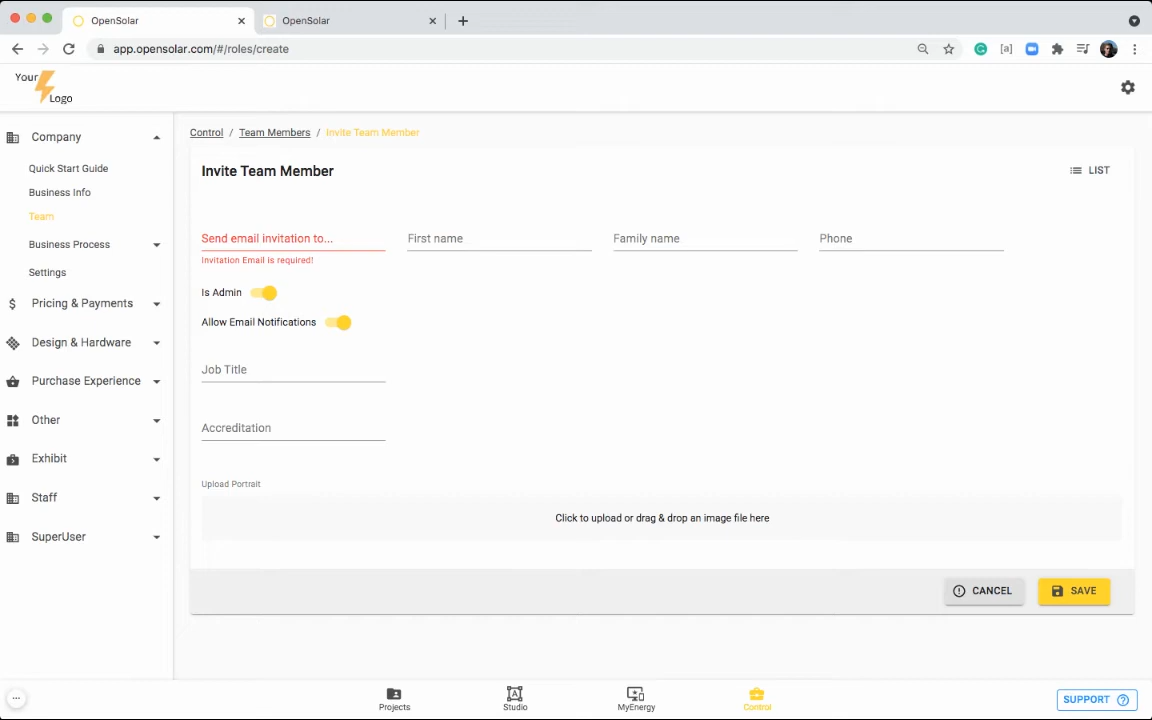 OpenSolar
OpenSolar
app.opensolar.com/#/roles/create
Your
Logo
Company
Quick Start Guide
Business Info
Team
Business Process
Settings
Pricing & Payments
Design & Hardware
Purchase Experience
Other
Exhibit
Staff
SuperUser
Control / Team Members / Invite Team Member
Invite Team Member
LIST
Send email invitation to... First name Family name Phone
Invitation Email is required!
Is Admin
Allow Email Notifications
Job Title
Accreditation
Upload Portrait
Click to upload or drag & drop an image file here
CANCEL SAVE
Projects Studio MyEnergy Control
SUPPORT